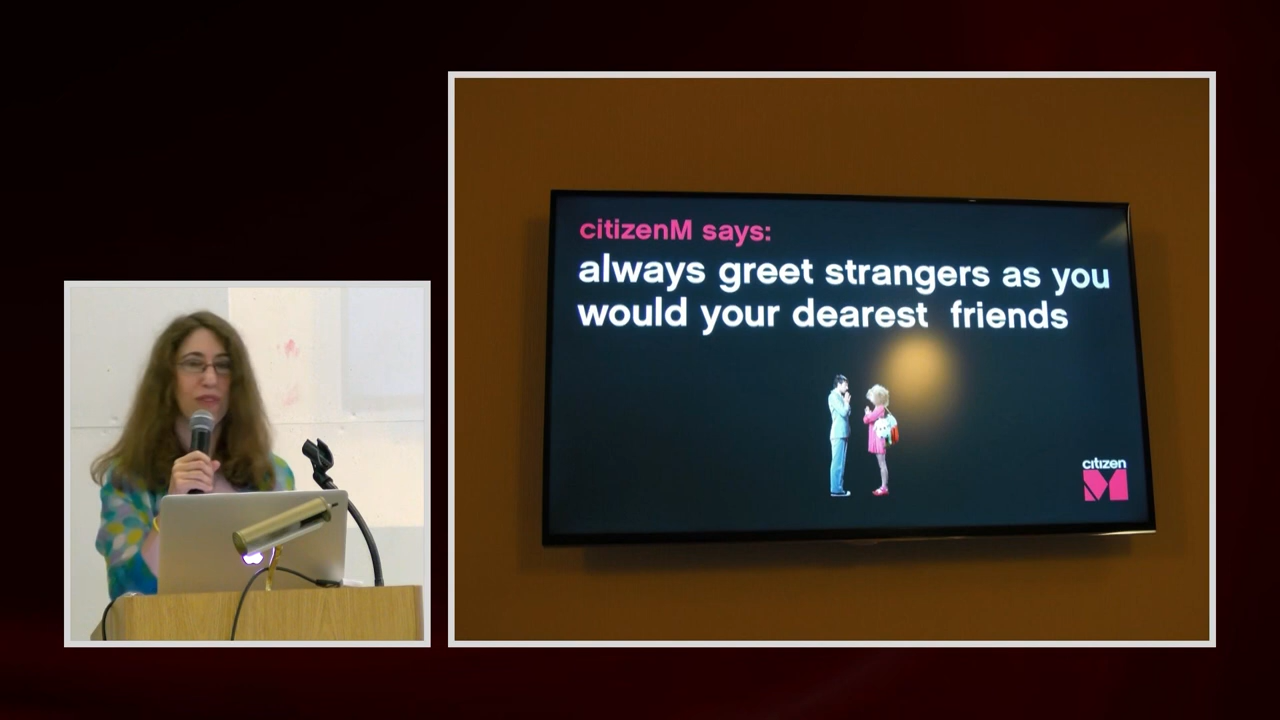 citizenM says:
always greet strangers as you
would your dearest friends
citizen
M